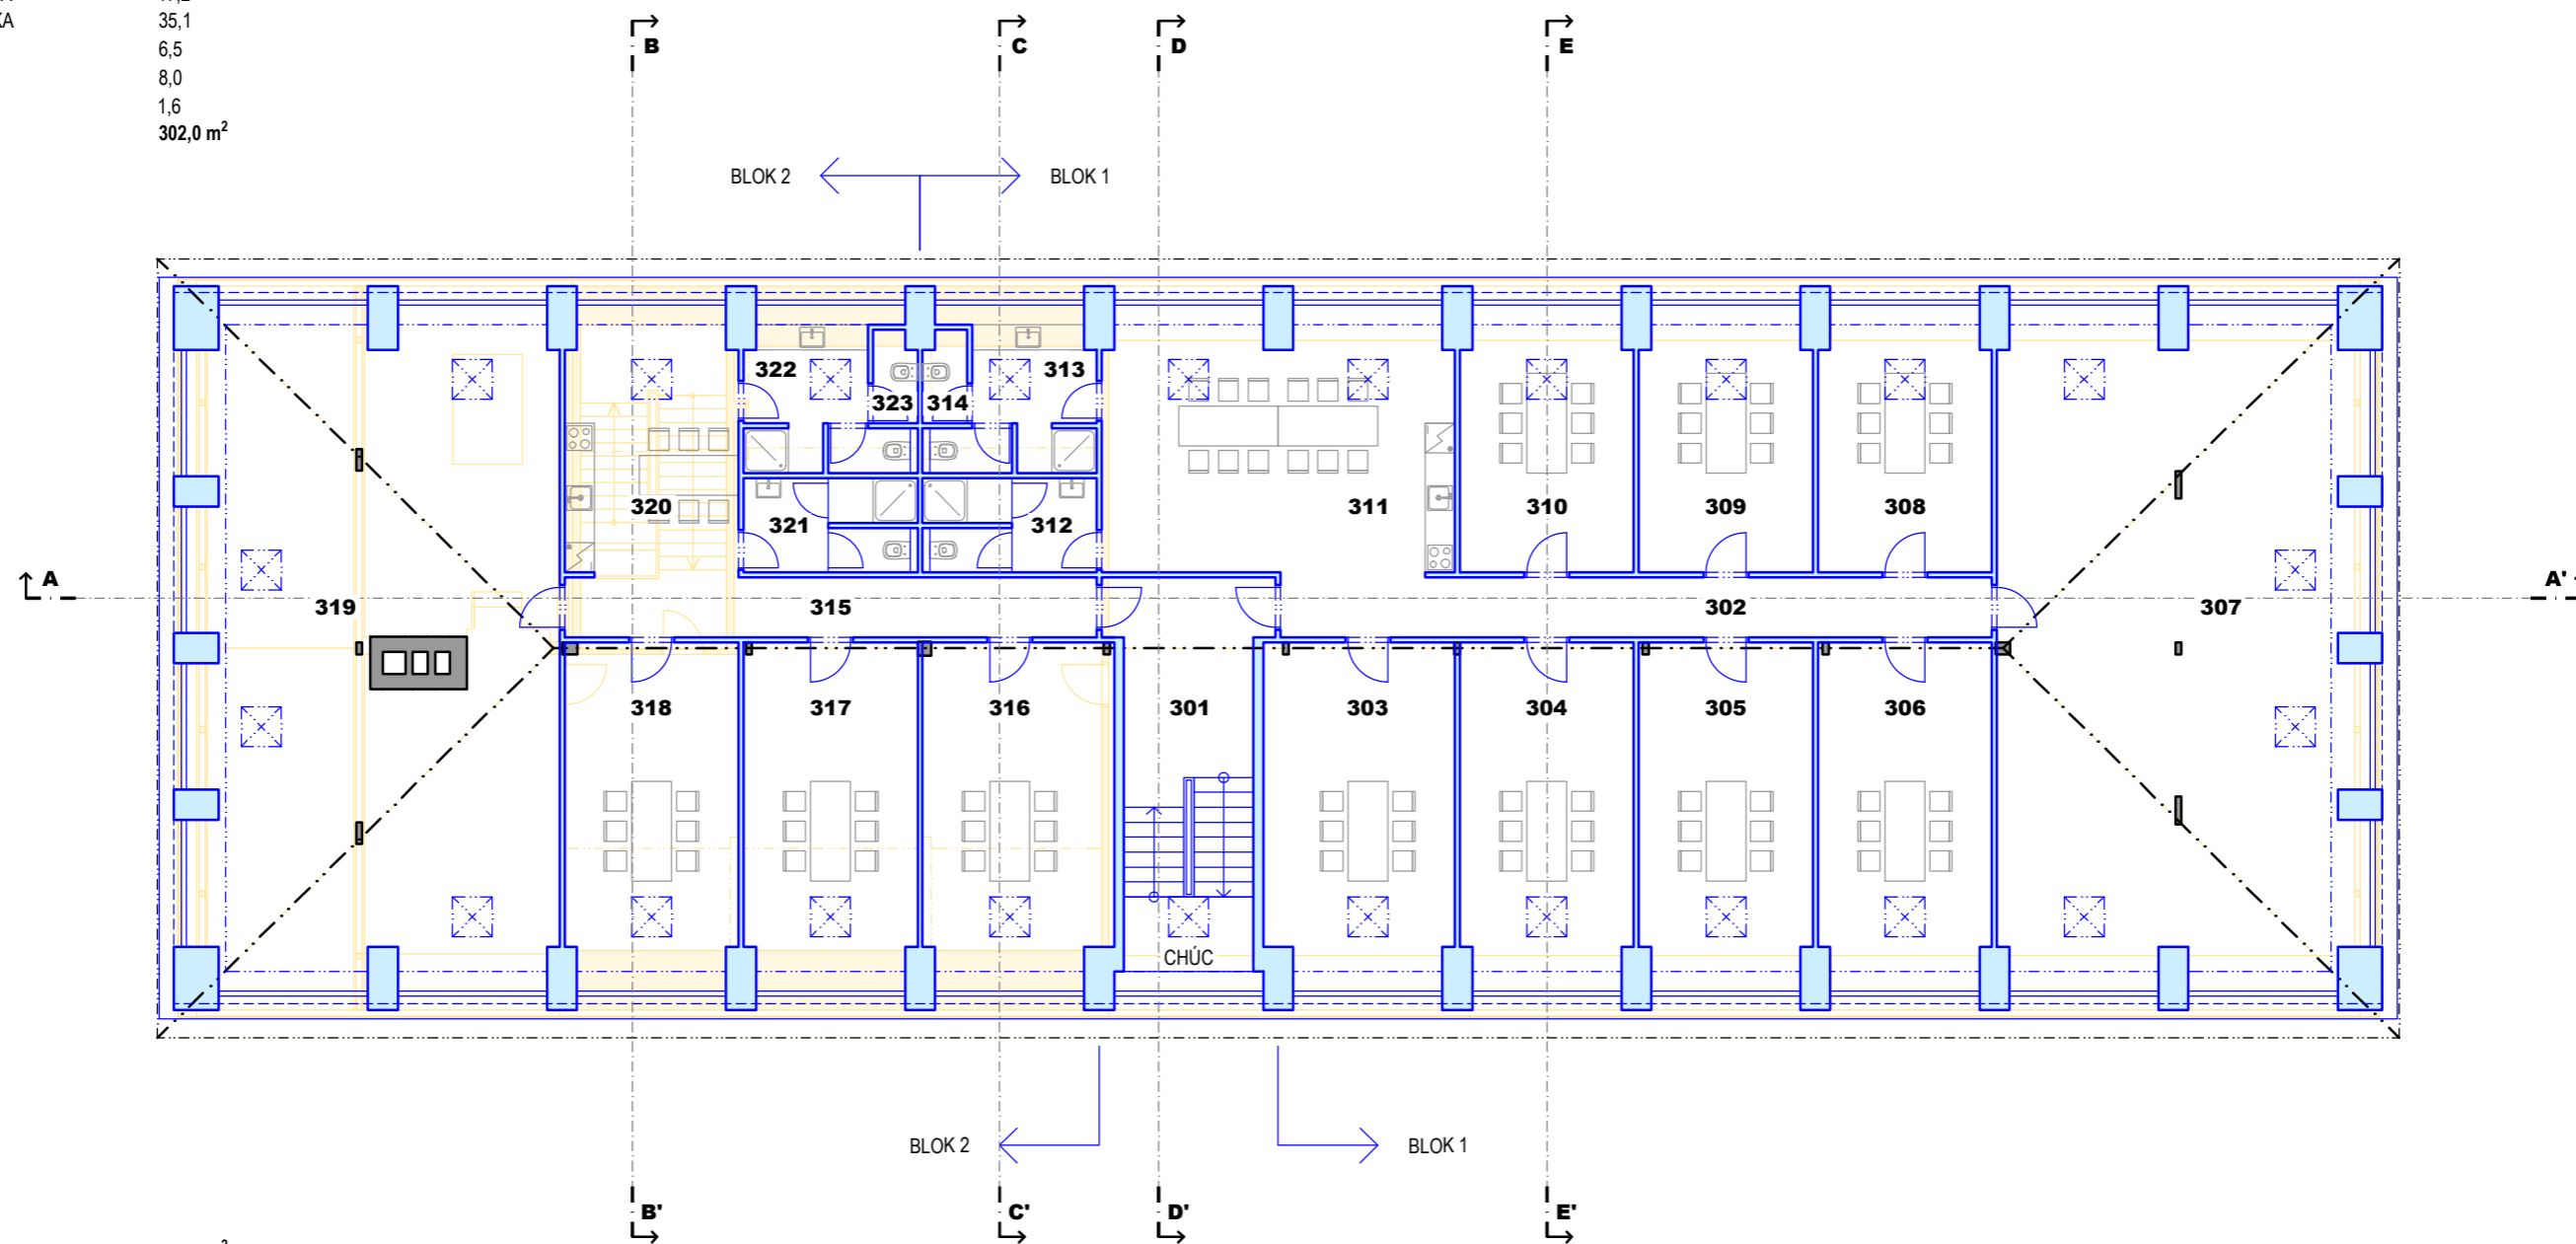 KA 35,1
6,5
8,0
1,6
302,0 m²
B C D E
BLOK 2 BLOK 1
322 323 314 313
320 321 312 311 310 309 308
A A'
319 315 302 307
318 317 316 301 303 304 305 306
CHÚC
BLOK 2 BLOK 1
B' C' D' E'